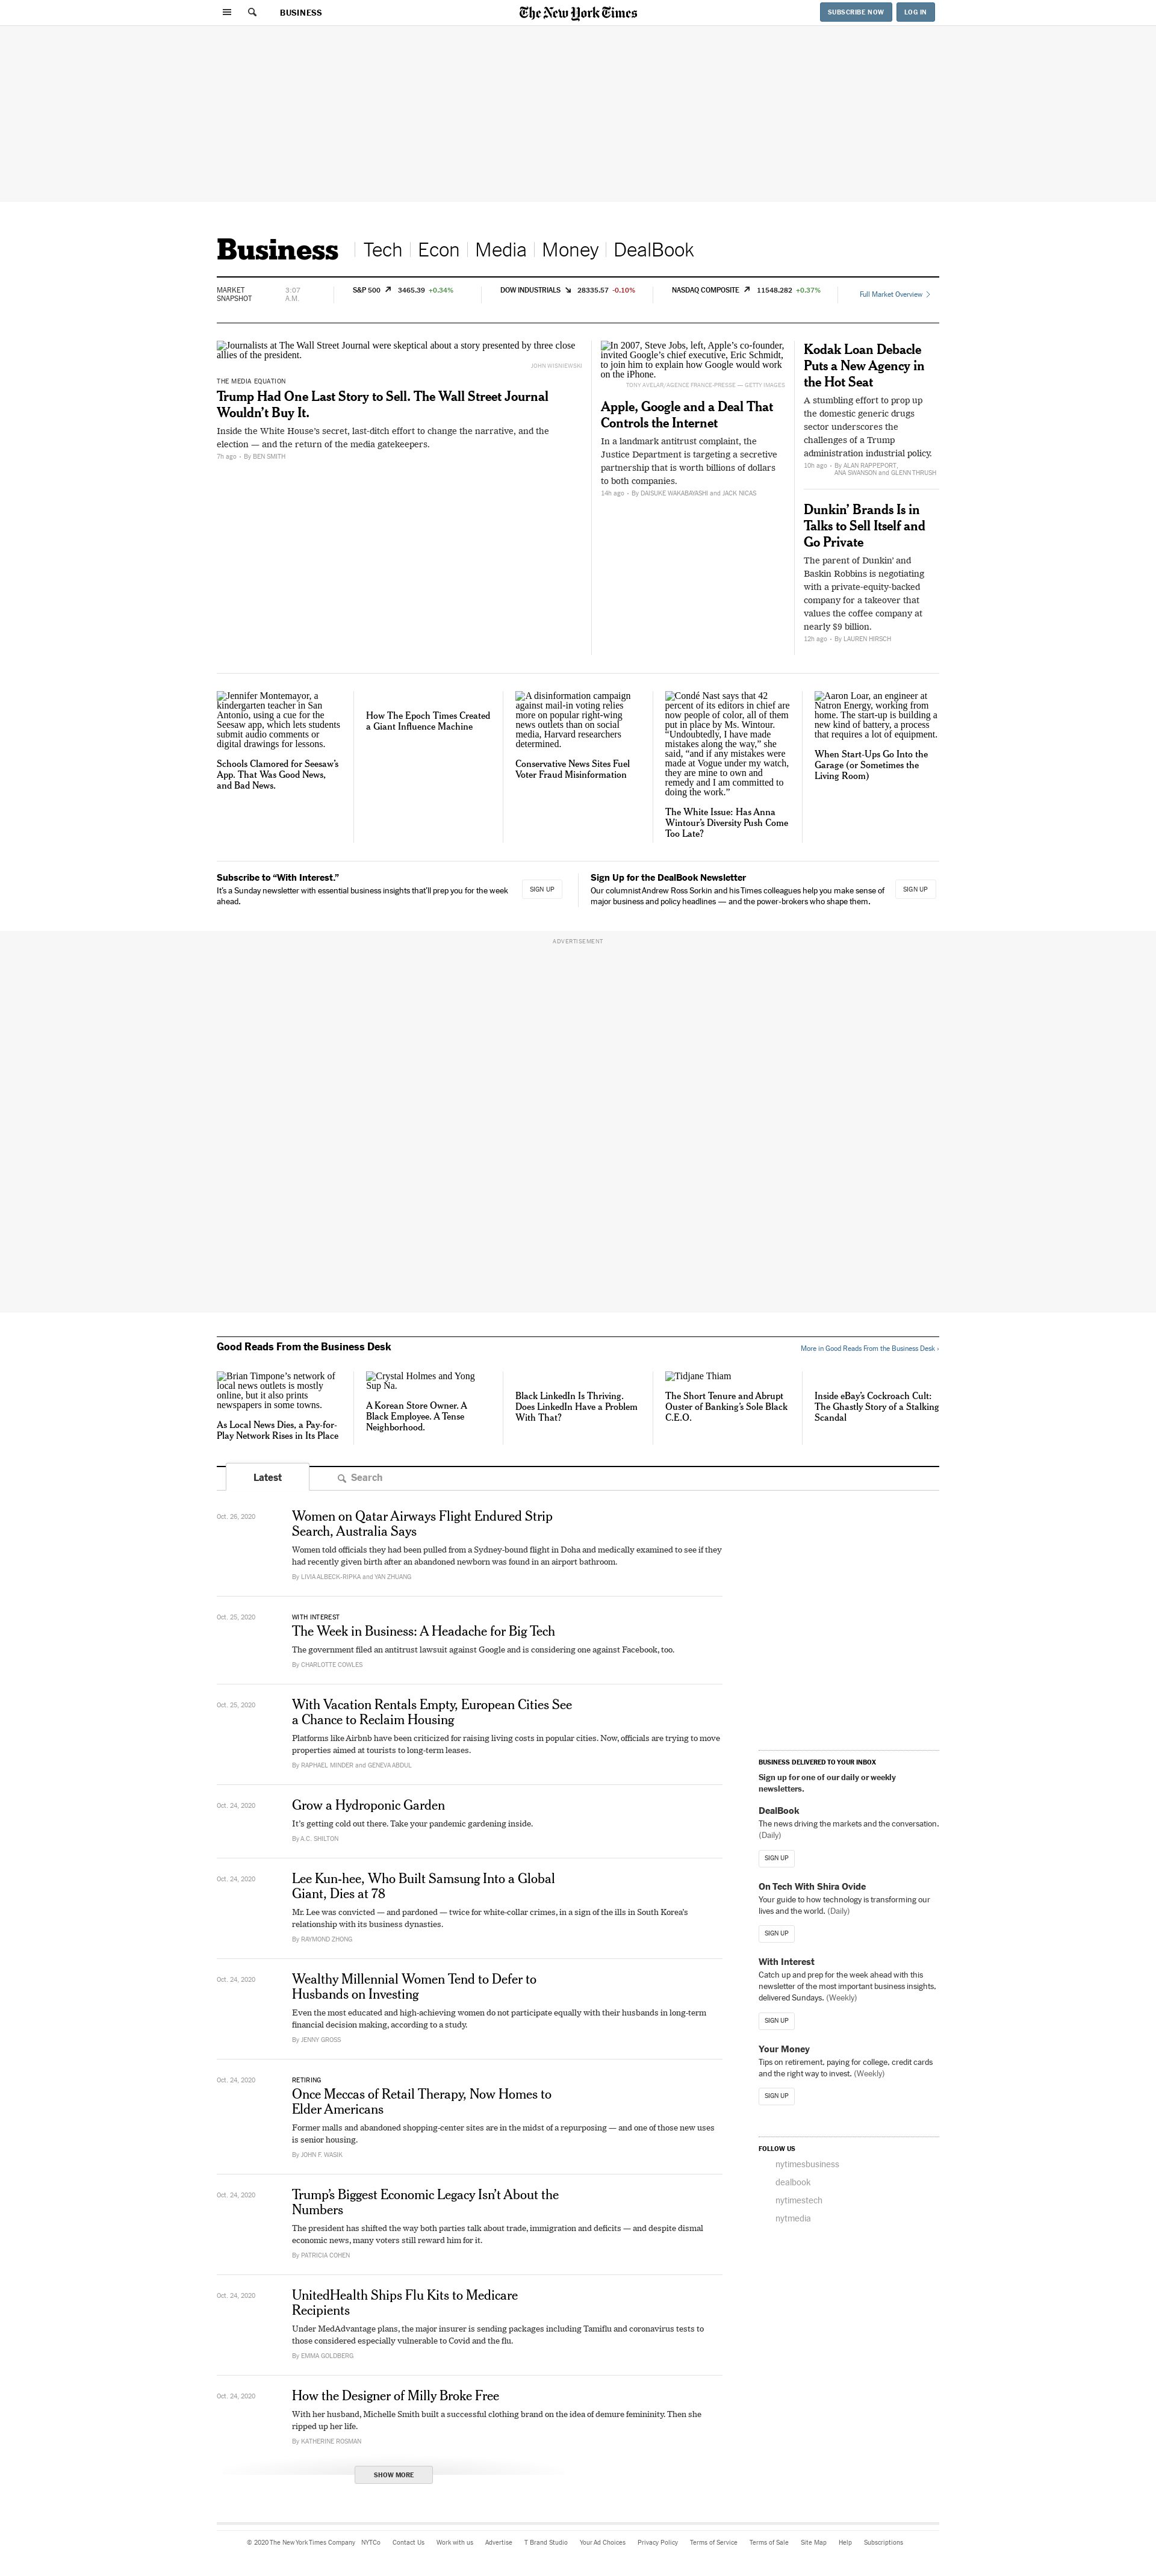 BUSINESS
The New York Times
SUBSCRIBE NOW
LOG IN
Business
Tech
Econ
Media
Money
DealBook
MARKET
SNAPSHOT
3:07
A.M.
S&P 500 3465.39 +0.34%
DOW INDUSTRIALS 28335.57 -0.10%
NASDAQ COMPOSITE 11548.282 +0.37%
Full Market Overview
Journalists at The Wall Street Journal were skeptical about a story presented by three close
allies of the president.
JOHN WISNIEWSKI
THE MEDIA EQUATION
Trump Had One Last Story to Sell. The Wall Street Journal
Wouldn’t Buy It.
Inside the White House’s secret, last-ditch effort to change the narrative, and the
election — and the return of the media gatekeepers.
7h ago • By BEN SMITH
In 2007, Steve Jobs, left, Apple’s co-founder,
invited Google’s chief executive, Eric Schmidt,
to join him to explain how Google would work
on the iPhone.
TONY AVELAR/AGENCE FRANCE-PRESSE — GETTY IMAGES
Apple, Google and a Deal That
Controls the Internet
In a landmark antitrust complaint, the
Justice Department is targeting a secretive
partnership that is worth billions of dollars
to both companies.
14h ago • By DAISUKE WAKABAYASHI and JACK NICAS
Kodak Loan Debacle
Puts a New Agency in
the Hot Seat
A stumbling effort to prop up
the domestic generic drugs
sector underscores the
challenges of a Trump
administration industrial policy.
10h ago • By ALAN RAPPEPORT,
ANA SWANSON and GLENN THRUSH
Dunkin’ Brands Is in
Talks to Sell Itself and
Go Private
The parent of Dunkin’ and
Baskin Robbins is negotiating
with a private-equity-backed
company for a takeover that
values the coffee company at
nearly $9 billion.
12h ago • By LAUREN HIRSCH
Jennifer Montemayor, a
kindergarten teacher in San
Antonio, using a cue for the
Seesaw app, which lets students
submit audio comments or
digital drawings for lessons.
Schools Clamored for Seesaw’s
App. That Was Good News,
and Bad News.
How The Epoch Times Created
a Giant Influence Machine
A disinformation campaign
against mail-in voting relies
more on popular right-wing
news outlets than on social
media, Harvard researchers
determined.
Conservative News Sites Fuel
Voter Fraud Misinformation
Condé Nast says that 42
percent of its editors in chief are
now people of color, all of them
put in place by Ms. Wintour.
“Undoubtedly, I have made
mistakes along the way,” she
said, “and if any mistakes were
made at Vogue under my watch,
they are mine to own and
remedy and I am committed to
doing the work.”
The White Issue: Has Anna
Wintour’s Diversity Push Come
Too Late?
Aaron Loar, an engineer at
Natron Energy, working from
home. The start-up is building a
new kind of battery, a process
that requires a lot of equipment.
When Start-Ups Go Into the
Garage (or Sometimes the
Living Room)
Subscribe to “With Interest.”
It’s a Sunday newsletter with essential business insights that’ll prep you for the week
ahead.
SIGN UP
Sign Up for the DealBook Newsletter
Our columnist Andrew Ross Sorkin and his Times colleagues help you make sense of
major business and policy headlines — and the power-brokers who shape them.
SIGN UP
ADVERTISEMENT
Good Reads From the Business Desk
More in Good Reads From the Business Desk ›
Brian Timpone’s network of
local news outlets is mostly
online, but it also prints
newspapers in some towns.
As Local News Dies, a Pay-for-
Play Network Rises in Its Place
Crystal Holmes and Yong
Sup Na.
A Korean Store Owner. A
Black Employee. A Tense
Neighborhood.
Black LinkedIn Is Thriving.
Does LinkedIn Have a Problem
With That?
Tidjane Thiam
The Short Tenure and Abrupt
Ouster of Banking’s Sole Black
C.E.O.
Inside eBay’s Cockroach Cult:
The Ghastly Story of a Stalking
Scandal
Latest
Search
Oct. 26, 2020
Women on Qatar Airways Flight Endured Strip
Search, Australia Says
Women told officials they had been pulled from a Sydney-bound flight in Doha and medically examined to see if they
had recently given birth after an abandoned newborn was found in an airport bathroom.
By LIVIA ALBECK-RIPKA and YAN ZHUANG
Oct. 25, 2020
WITH INTEREST
The Week in Business: A Headache for Big Tech
The government filed an antitrust lawsuit against Google and is considering one against Facebook, too.
By CHARLOTTE COWLES
Oct. 25, 2020
With Vacation Rentals Empty, European Cities See
a Chance to Reclaim Housing
Platforms like Airbnb have been criticized for raising living costs in popular cities. Now, officials are trying to move
properties aimed at tourists to long-term leases.
By RAPHAEL MINDER and GENEVA ABDUL
Oct. 24, 2020
Grow a Hydroponic Garden
It’s getting cold out there. Take your pandemic gardening inside.
By A.C. SHILTON
Oct. 24, 2020
Lee Kun-hee, Who Built Samsung Into a Global
Giant, Dies at 78
Mr. Lee was convicted — and pardoned — twice for white-collar crimes, in a sign of the ills in South Korea’s
relationship with its business dynasties.
By RAYMOND ZHONG
Oct. 24, 2020
Wealthy Millennial Women Tend to Defer to
Husbands on Investing
Even the most educated and high-achieving women do not participate equally with their husbands in long-term
financial decision making, according to a study.
By JENNY GROSS
Oct. 24, 2020
RETIRING
Once Meccas of Retail Therapy, Now Homes to
Elder Americans
Former malls and abandoned shopping-center sites are in the midst of a repurposing — and one of those new uses
is senior housing.
By JOHN F. WASIK
Oct. 24, 2020
Trump’s Biggest Economic Legacy Isn’t About the
Numbers
The president has shifted the way both parties talk about trade, immigration and deficits — and despite dismal
economic news, many voters still reward him for it.
By PATRICIA COHEN
Oct. 24, 2020
UnitedHealth Ships Flu Kits to Medicare
Recipients
Under MedAdvantage plans, the major insurer is sending packages including Tamiflu and coronavirus tests to
those considered especially vulnerable to Covid and the flu.
By EMMA GOLDBERG
Oct. 24, 2020
How the Designer of Milly Broke Free
With her husband, Michelle Smith built a successful clothing brand on the idea of demure femininity. Then she
ripped up her life.
By KATHERINE ROSMAN
SHOW MORE
BUSINESS DELIVERED TO YOUR INBOX
Sign up for one of our daily or weekly
newsletters.
DealBook
The news driving the markets and the conversation.
(Daily)
SIGN UP
On Tech With Shira Ovide
Your guide to how technology is transforming our
lives and the world. (Daily)
SIGN UP
With Interest
Catch up and prep for the week ahead with this
newsletter of the most important business insights,
delivered Sundays. (Weekly)
SIGN UP
Your Money
Tips on retirement, paying for college, credit cards
and the right way to invest. (Weekly)
SIGN UP
FOLLOW US
nytimesbusiness
dealbook
nytimestech
nytmedia
© 2020 The New York Times Company
NYTCo
Contact Us
Work with us
Advertise
T Brand Studio
Your Ad Choices
Privacy Policy
Terms of Service
Terms of Sale
Site Map
Help
Subscriptions